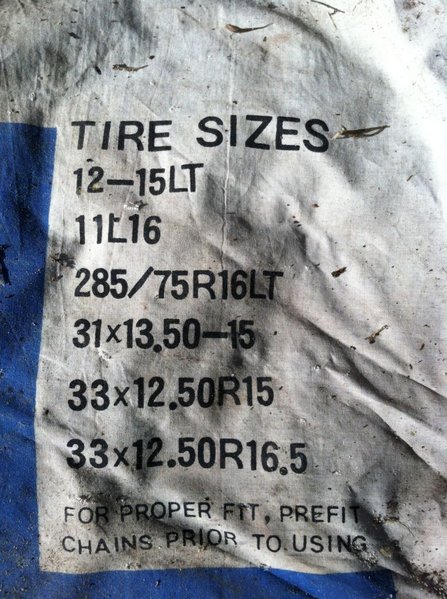 TIRE SIZES
12-15LT
11L16
285/75R16LT
31x13.50-15
33x12.50R15
33x12.50R16.5
FOR PROPER FIT, PREFIT
CHAINS PRIOR TO USING